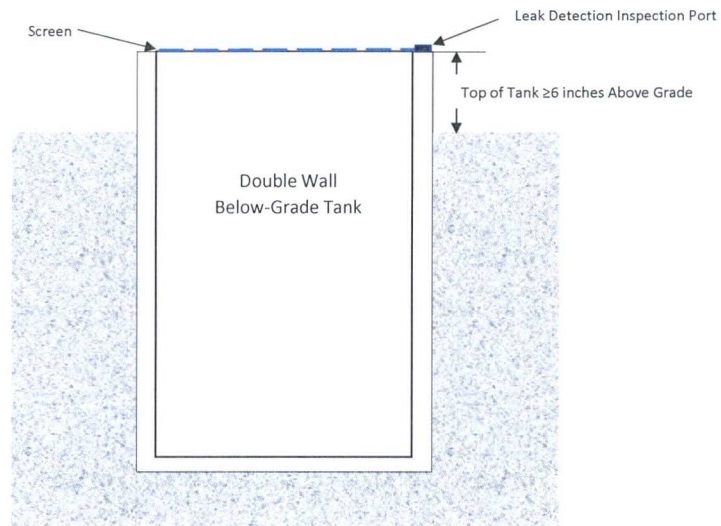 Leak Detection Inspection Port
Screen
Top of Tank ≥6 inches Above Grade
Double Wall
Below-Grade Tank